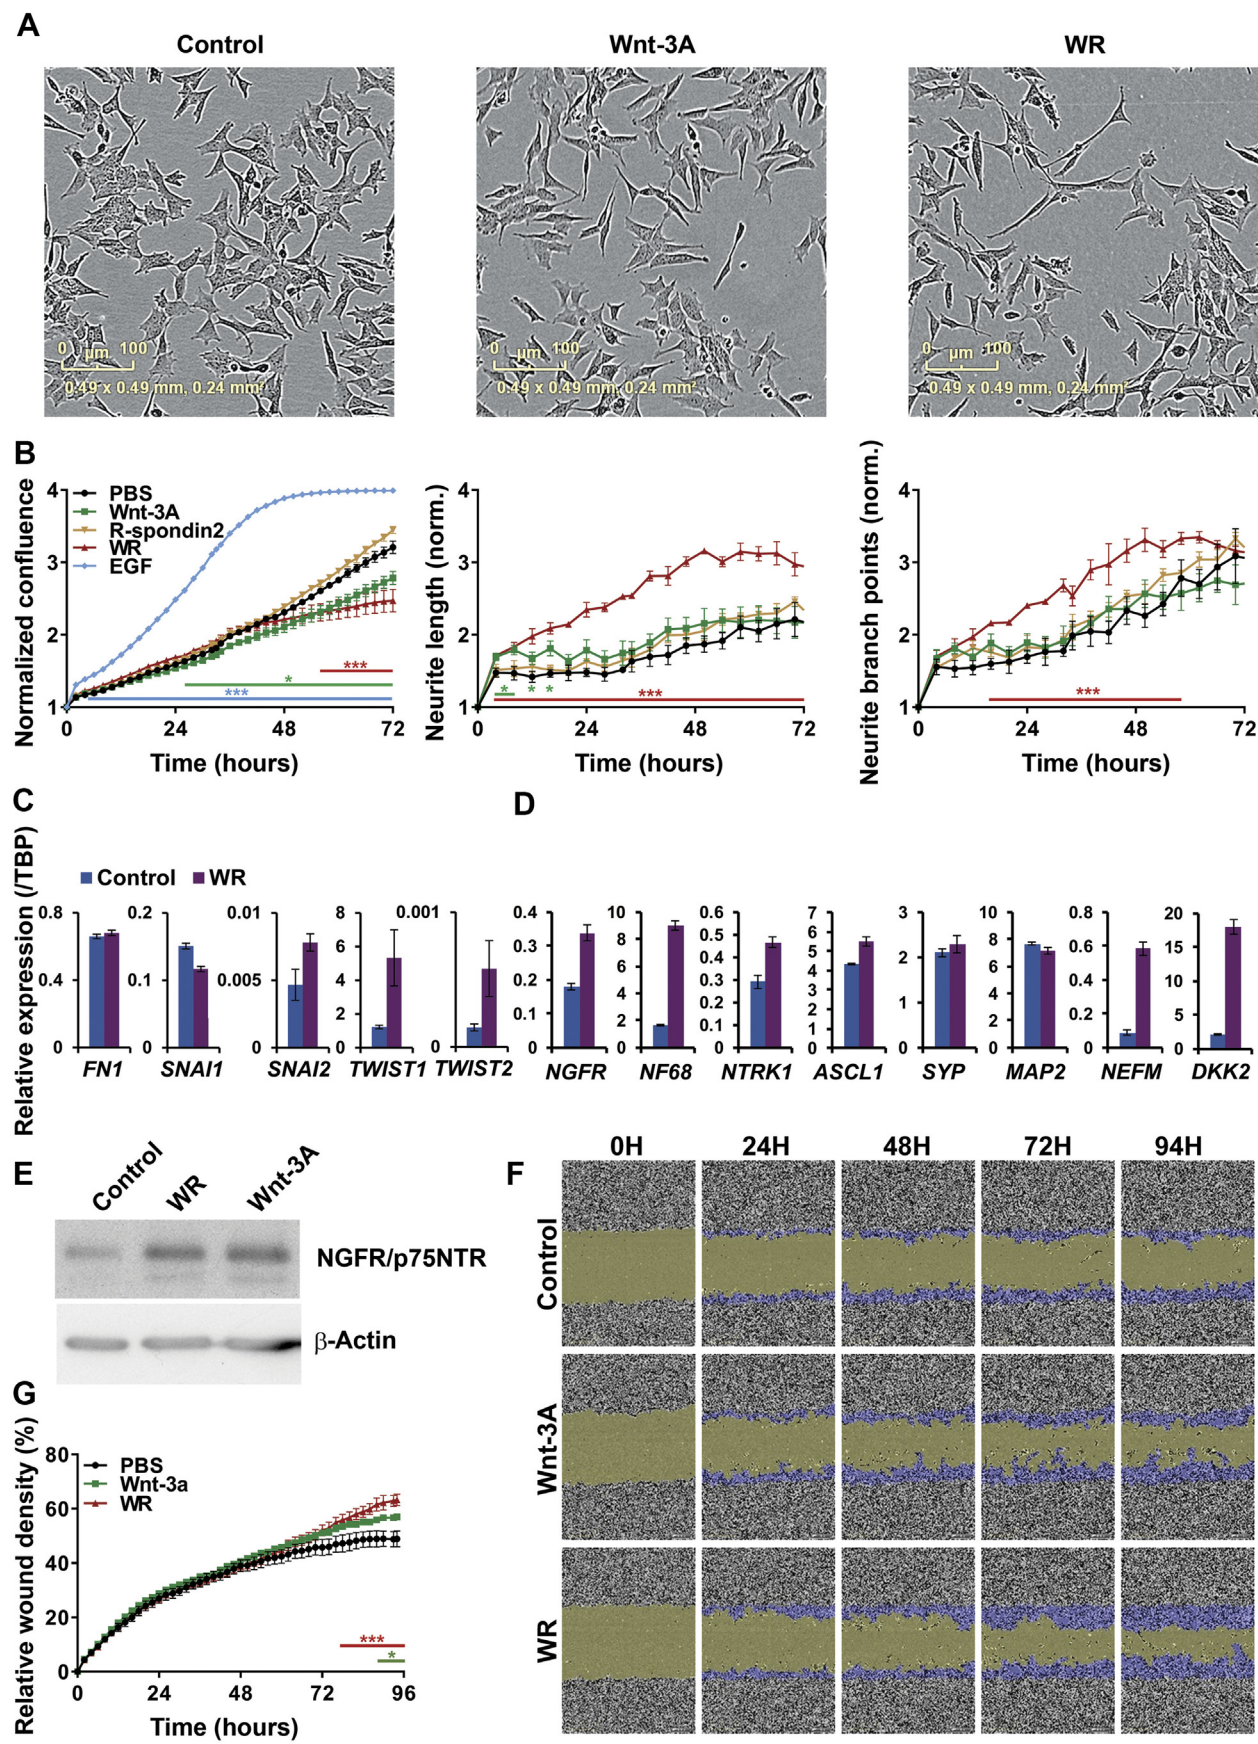 A
Control Wnt-3A WR
0 µm 100
0.49 x 0.49 mm, 0.24 mm²
0 µm 100
0.49 x 0.49 mm, 0.24 mm²
0 µm 100
0.49 x 0.49 mm, 0.24 mm²
B
Normalized confluence
4
3
2
1
PBS
Wnt-3A
R-spondin2
WR
EGF
***
*
***
0 24 48 72
Time (hours)
Neurite length (norm.)
4
3
2
1
* * * ***
0 24 48 72
Time (hours)
Neurite branch points (norm.)
4
3
2
1
***
0 24 48 72
Time (hours)
C
Relative expression (/TBP)
Control WR
0.8
0.4
0
FN1
0.2
0.1
0
SNAI1
0.01
0.005
0
SNAI2
8
6
4
2
0
TWIST1
0.001
0
TWIST2
D
0.4
0.3
0.2
0.1
0
NGFR
10
8
6
4
2
0
NF68
0.6
0.5
0.4
0.3
0.2
0.1
0
NTRK1
7
6
5
4
3
2
1
0
ASCL1
3
2
1
0
SYP
10
8
6
4
2
0
MAP2
0.8
0.6
0.4
0.2
0
NEFM
20
15
10
5
0
DKK2
E
Control WR Wnt-3A
NGFR/p75NTR
β-Actin
F
0H 24H 48H 72H 94H
Control
Wnt-3A
WR
G
Relative wound density (%)
80
60
40
20
0
PBS
Wnt-3a
WR
***
*
0 24 48 72 96
Time (hours)